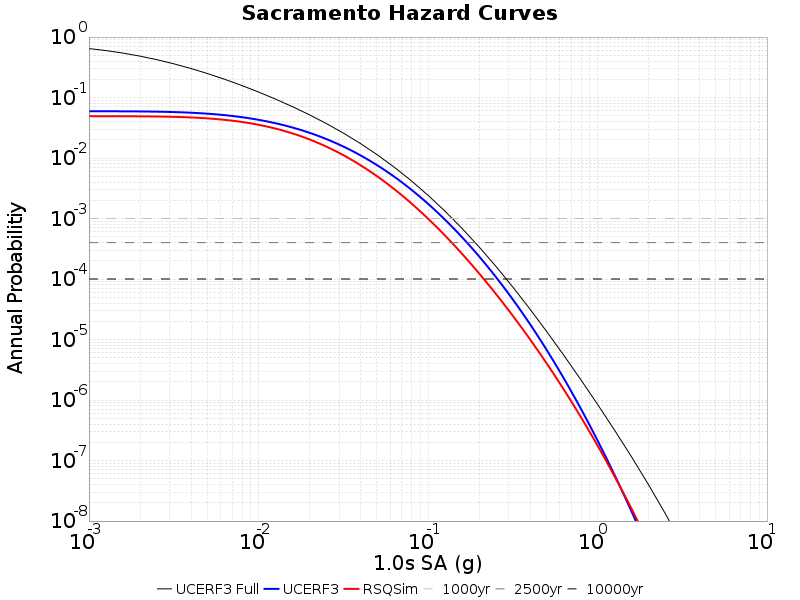 Sacramento Hazard Curves
10^0
10^-1
10^-2
10^-3
10^-4
10^-5
10^-6
10^-7
10^-8
Annual Probabilitiy
10^-3 10^-2 10^-1 10^0 10^1
1.0s SA (g)
UCERF3 Full UCERF3 RSQSim 1000yr 2500yr 10000yr